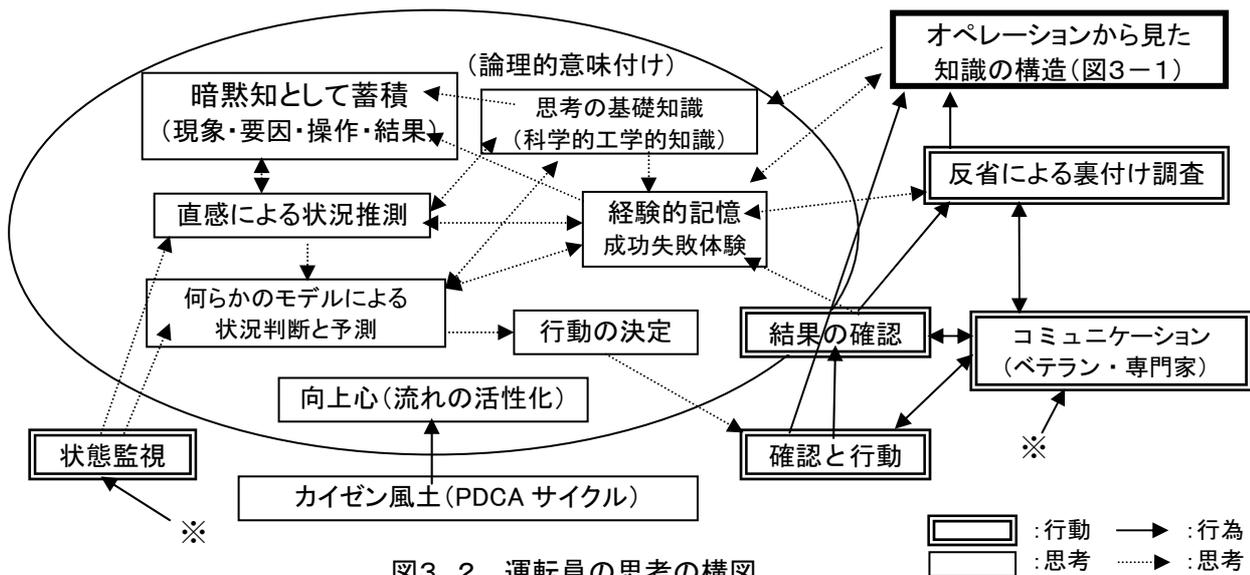 オペレーションから見た
知識の構造(図3-1)
(論理的意味付け)
暗黙知として蓄積
(現象・要因・操作・結果)
思考の基礎知識
(科学的工学的知識)
反省による裏付け調査
直感による状況推測
経験的記憶
成功失敗体験
何らかのモデルによる
状況判断と予測
行動の決定
結果の確認
コミュニケーション
(ベテラン・専門家)
向上心(流れの活性化)
状態監視
確認と行動
※
カイゼン風土(PDCA サイクル)
※
:行動
:行為
:思考
:思考
図3-2 運転員の思考の構図